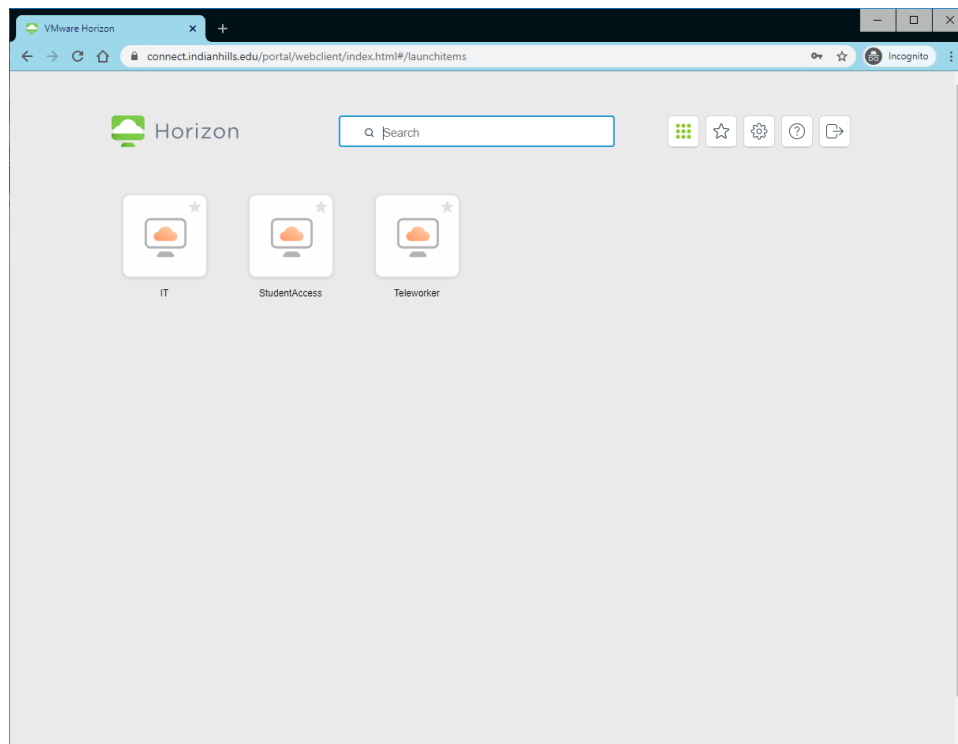 VMware Horizon
connect.indianhills.edu/portal/webclient/index.html#/launchitems
Incognito
Horizon
Search
IT
StudentAccess
Teleworker